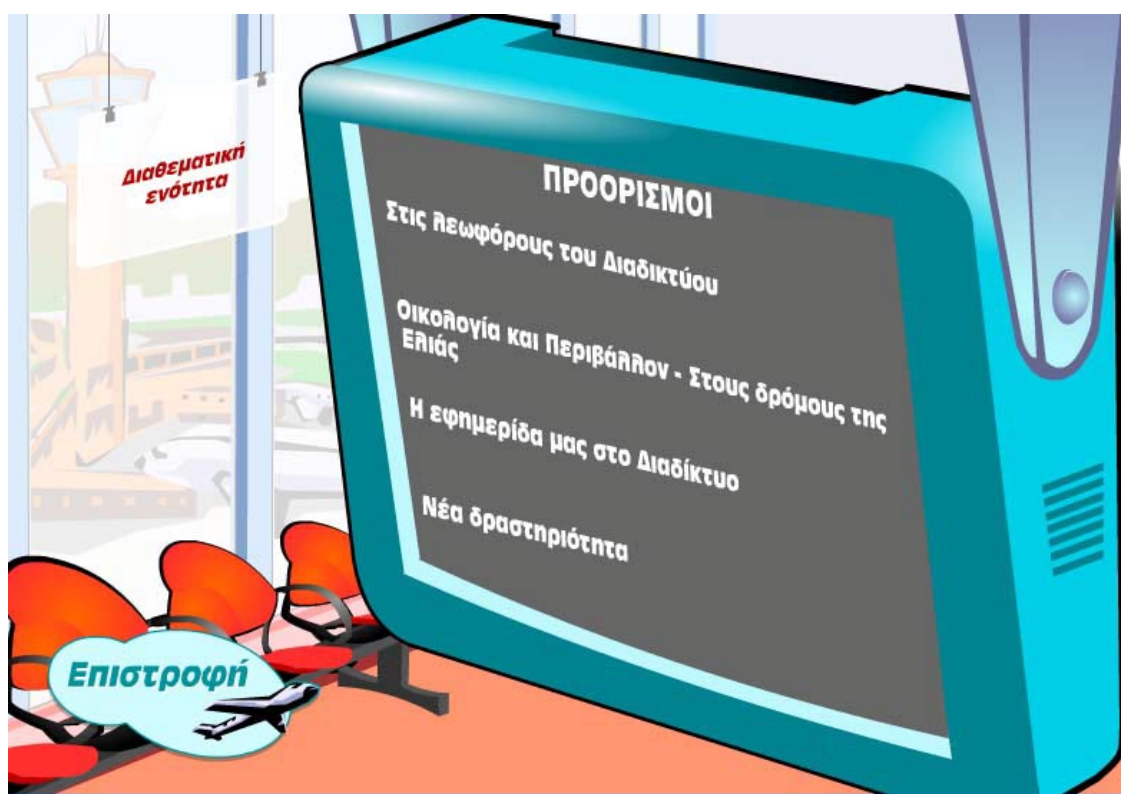 Διαθεματική
ενότητα
ΠΡΟΟΡΙΣΜΟΙ
Στις λεωφόρους του Διαδικτύου
Οικολογία και Περιβάλλον - Στους δρόμους της
Ελιάς
Η εφημερίδα μας στο Διαδίκτυο
Νέα δραστηριότητα
Επιστροφή